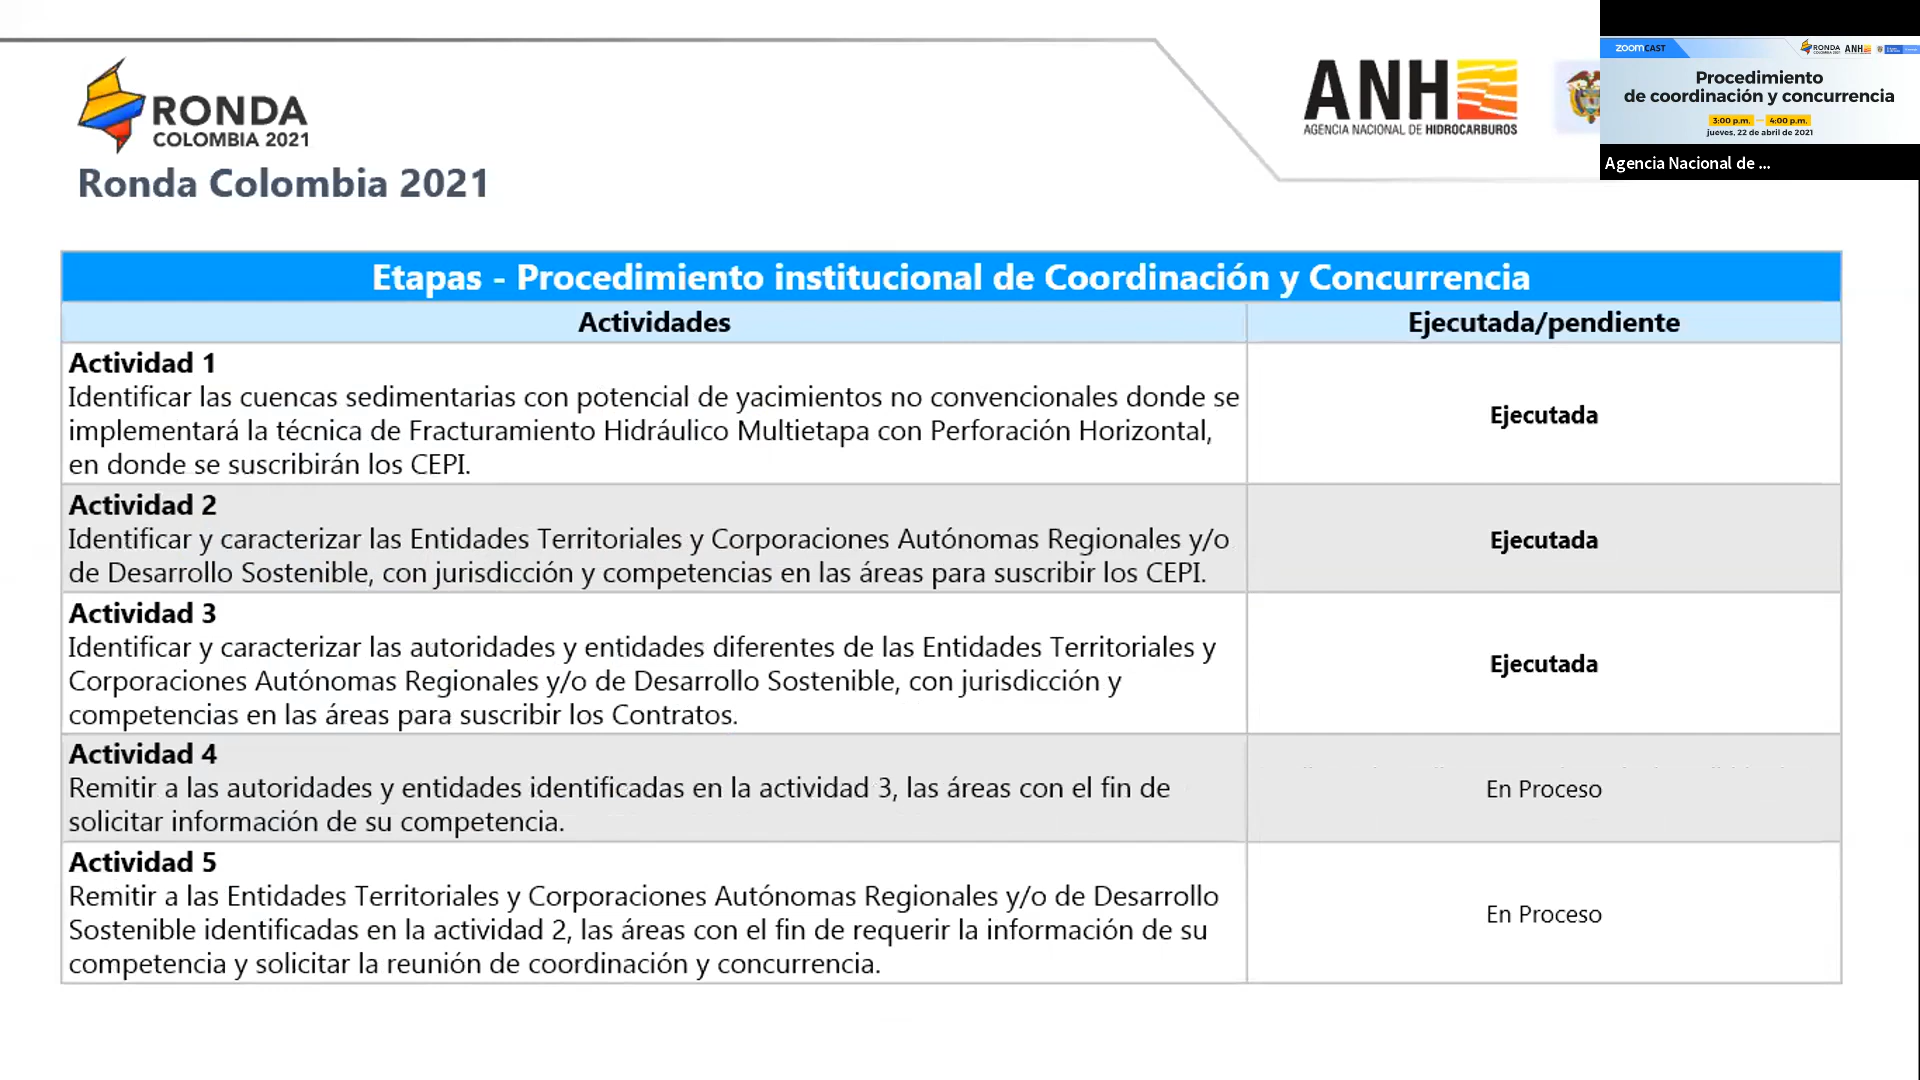 RONDA
COLOMBIA 2021
Ronda Colombia 2021
ANH
AGENCIA NACIONAL DE HIDROCARBUROS
zoomCAST
RONDA
COLOMBIA 2021
ANH
Procedimiento
de coordinación y concurrencia
3:00 p.m. — 4:00 p.m.
jueves, 22 de abril de 2021
Agencia Nacional de ...
Etapas - Procedimiento institucional de Coordinación y Concurrencia
Actividades
Ejecutada/pendiente
Actividad 1
Identificar las cuencas sedimentarias con potencial de yacimientos no convencionales donde se
implementará la técnica de Fracturamiento Hidráulico Multietapa con Perforación Horizontal,
en donde se suscribirán los CEPI.
Ejecutada
Actividad 2
Identificar y caracterizar las Entidades Territoriales y Corporaciones Autónomas Regionales y/o
de Desarrollo Sostenible, con jurisdicción y competencias en las áreas para suscribir los CEPI.
Ejecutada
Actividad 3
Identificar y caracterizar las autoridades y entidades diferentes de las Entidades Territoriales y
Corporaciones Autónomas Regionales y/o de Desarrollo Sostenible, con jurisdicción y
competencias en las áreas para suscribir los Contratos.
Ejecutada
Actividad 4
Remitir a las autoridades y entidades identificadas en la actividad 3, las áreas con el fin de
solicitar información de su competencia.
En Proceso
Actividad 5
Remitir a las Entidades Territoriales y Corporaciones Autónomas Regionales y/o de Desarrollo
Sostenible identificadas en la actividad 2, las áreas con el fin de requerir la información de su
competencia y solicitar la reunión de coordinación y concurrencia.
En Proceso